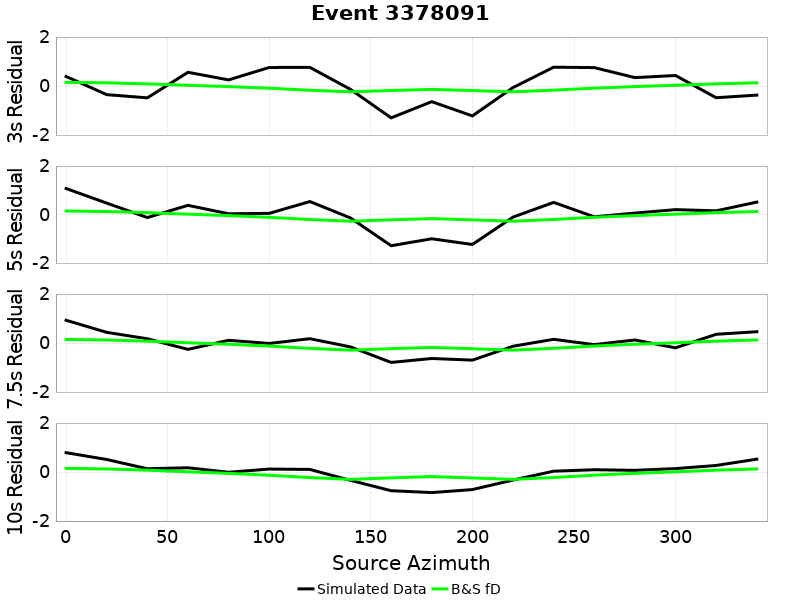 Event 3378091
3s Residual
2
0
-2
5s Residual
2
0
-2
7.5s Residual
2
0
-2
10s Residual
2
0
-2
0 50 100 150 200 250 300
Source Azimuth
Simulated Data B&S fD